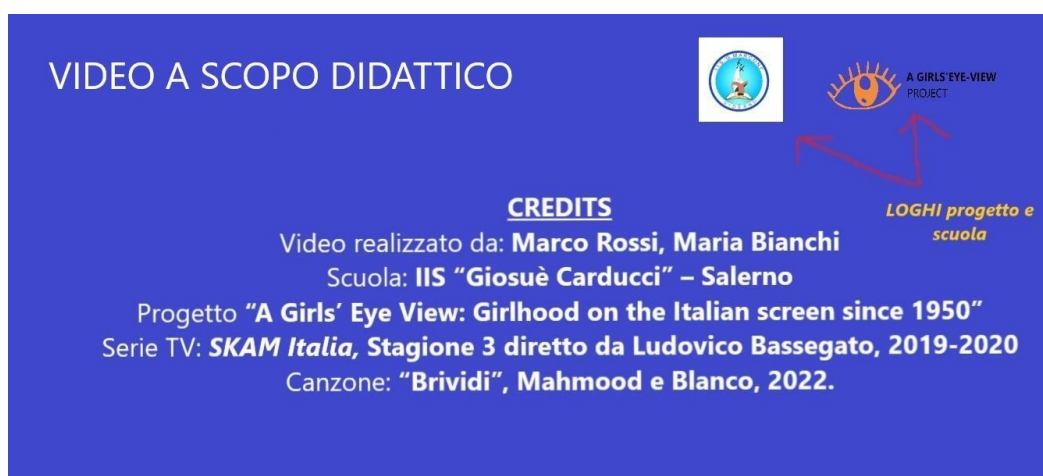 VIDEO A SCOPO DIDATTICO
A GIRLS'EYE-VIEW
PROJECT
LOGHI progetto e
scuola
CREDITS
Video realizzato da: Marco Rossi, Maria Bianchi
Scuola: IIS “Giosuè Carducci” – Salerno
Progetto “A Girls’ Eye View: Girlhood on the Italian screen since 1950”
Serie TV: SKAM Italia, Stagione 3 diretto da Ludovico Bassegato, 2019-2020
Canzone: “Brividi”, Mahmood e Blanco, 2022.